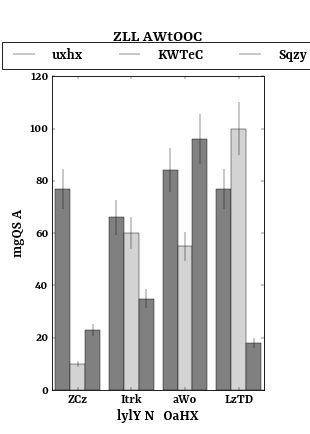 ZLL AWtOOC
uxhx KWTeC Sqzy
120
100
80
60
40
20
0
mgQS A
ZCz Itrk aWo LzTD
lylY N OaHX